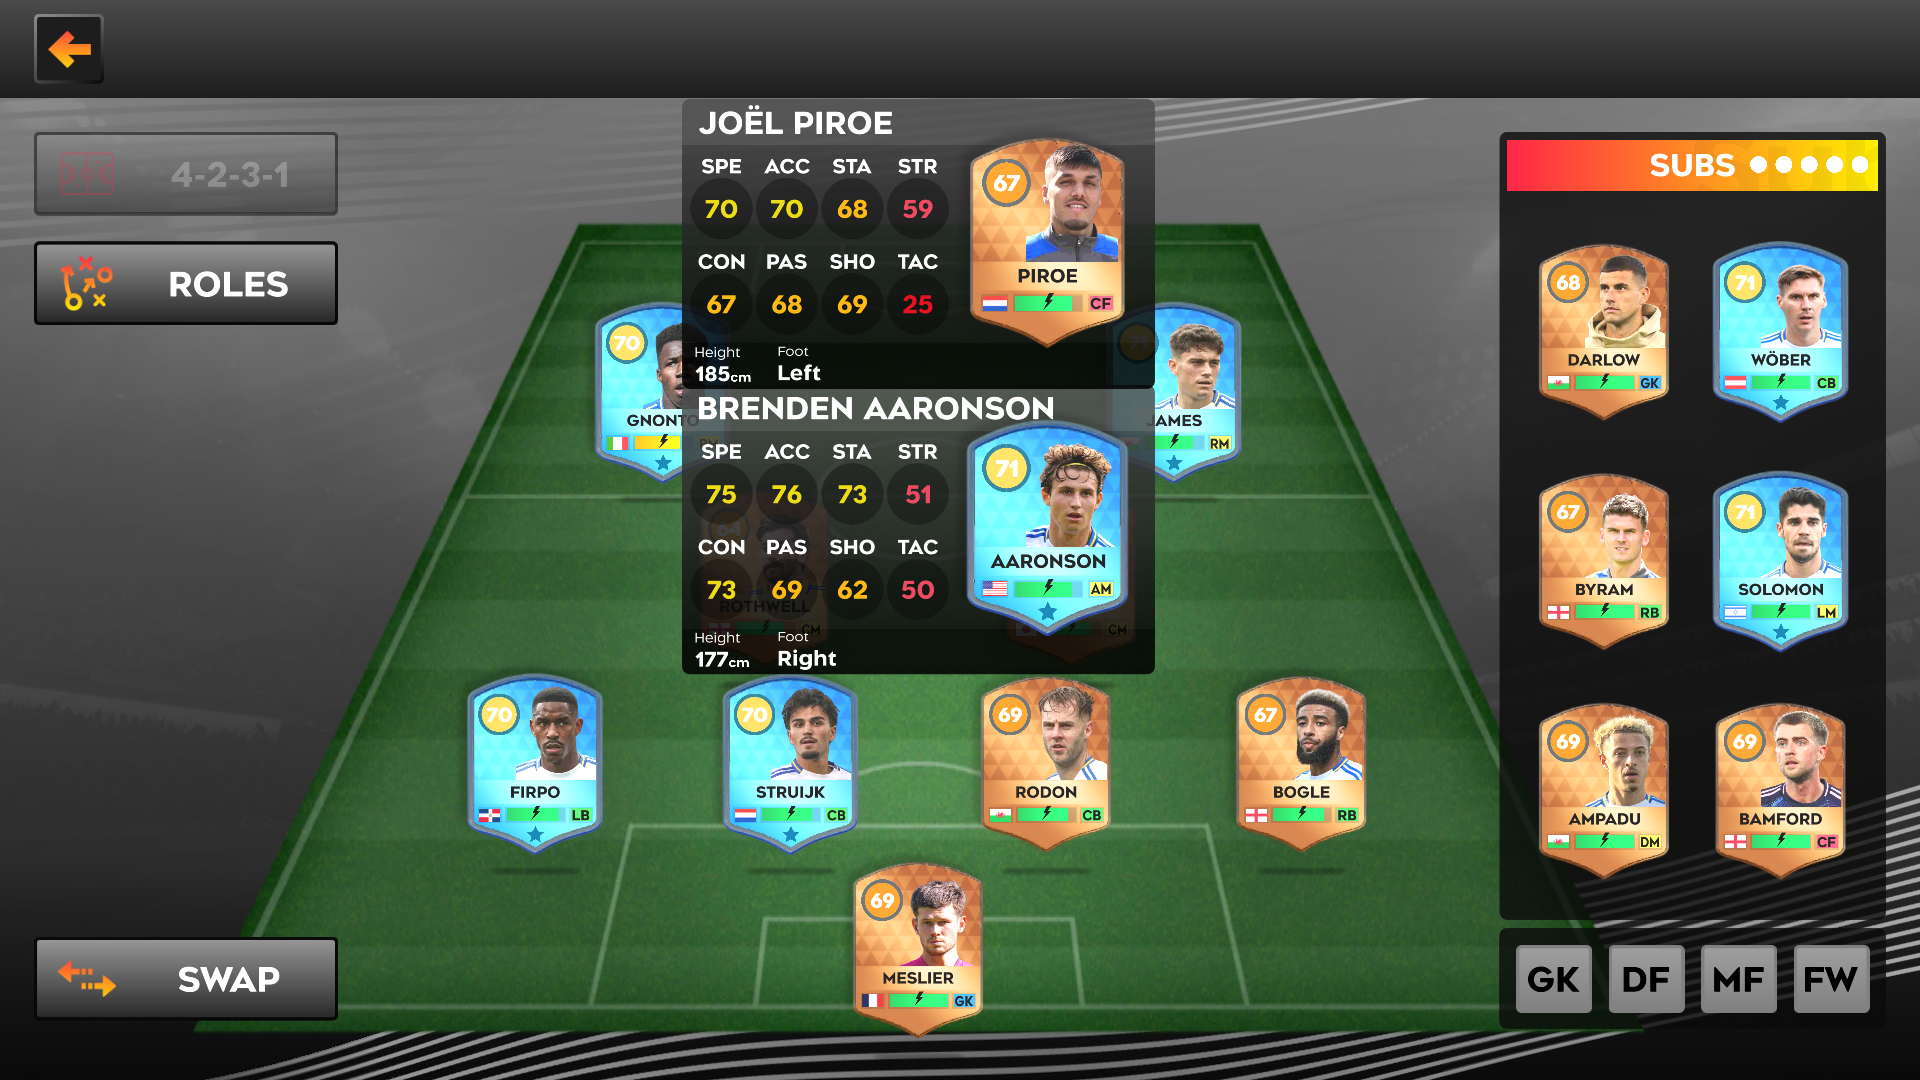 4-2-3-1
ROLES
JOËL PIROE
SPE ACC STA STR
70 70 68 59
CON PAS SHO TAC
67 68 69 25
Height Foot
185cm Left
67
PIROE
CF
BRENDEN AARONSON
SPE ACC STA STR
75 76 73 51
CON PAS SHO TAC
73 69 62 50
Height Foot
177cm Right
71
AARONSON
AM
70
GNONTO
71
JAMES
RM
64
ROTHWELL
CM
CM
70
FIRPO
LB
70
STRUIJK
CB
69
RODON
CB
67
BOGLE
RB
69
MESLIER
GK
SUBS
68
DARLOW
GK
71
WÖBER
CB
67
BYRAM
RB
71
SOLOMON
LM
69
AMPADU
DM
69
BAMFORD
CF
SWAP
GK DF MF FW